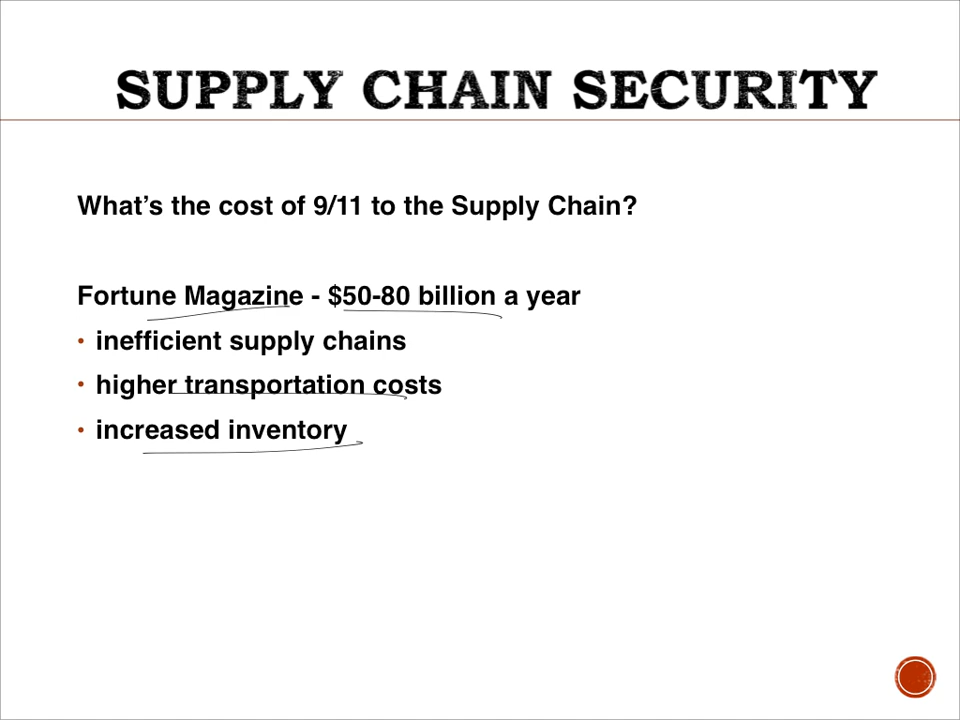 SUPPLY CHAIN SECURITY
What’s the cost of 9/11 to the Supply Chain?
Fortune Magazine - $50-80 billion a year
• inefficient supply chains
• higher transportation costs
• increased inventory